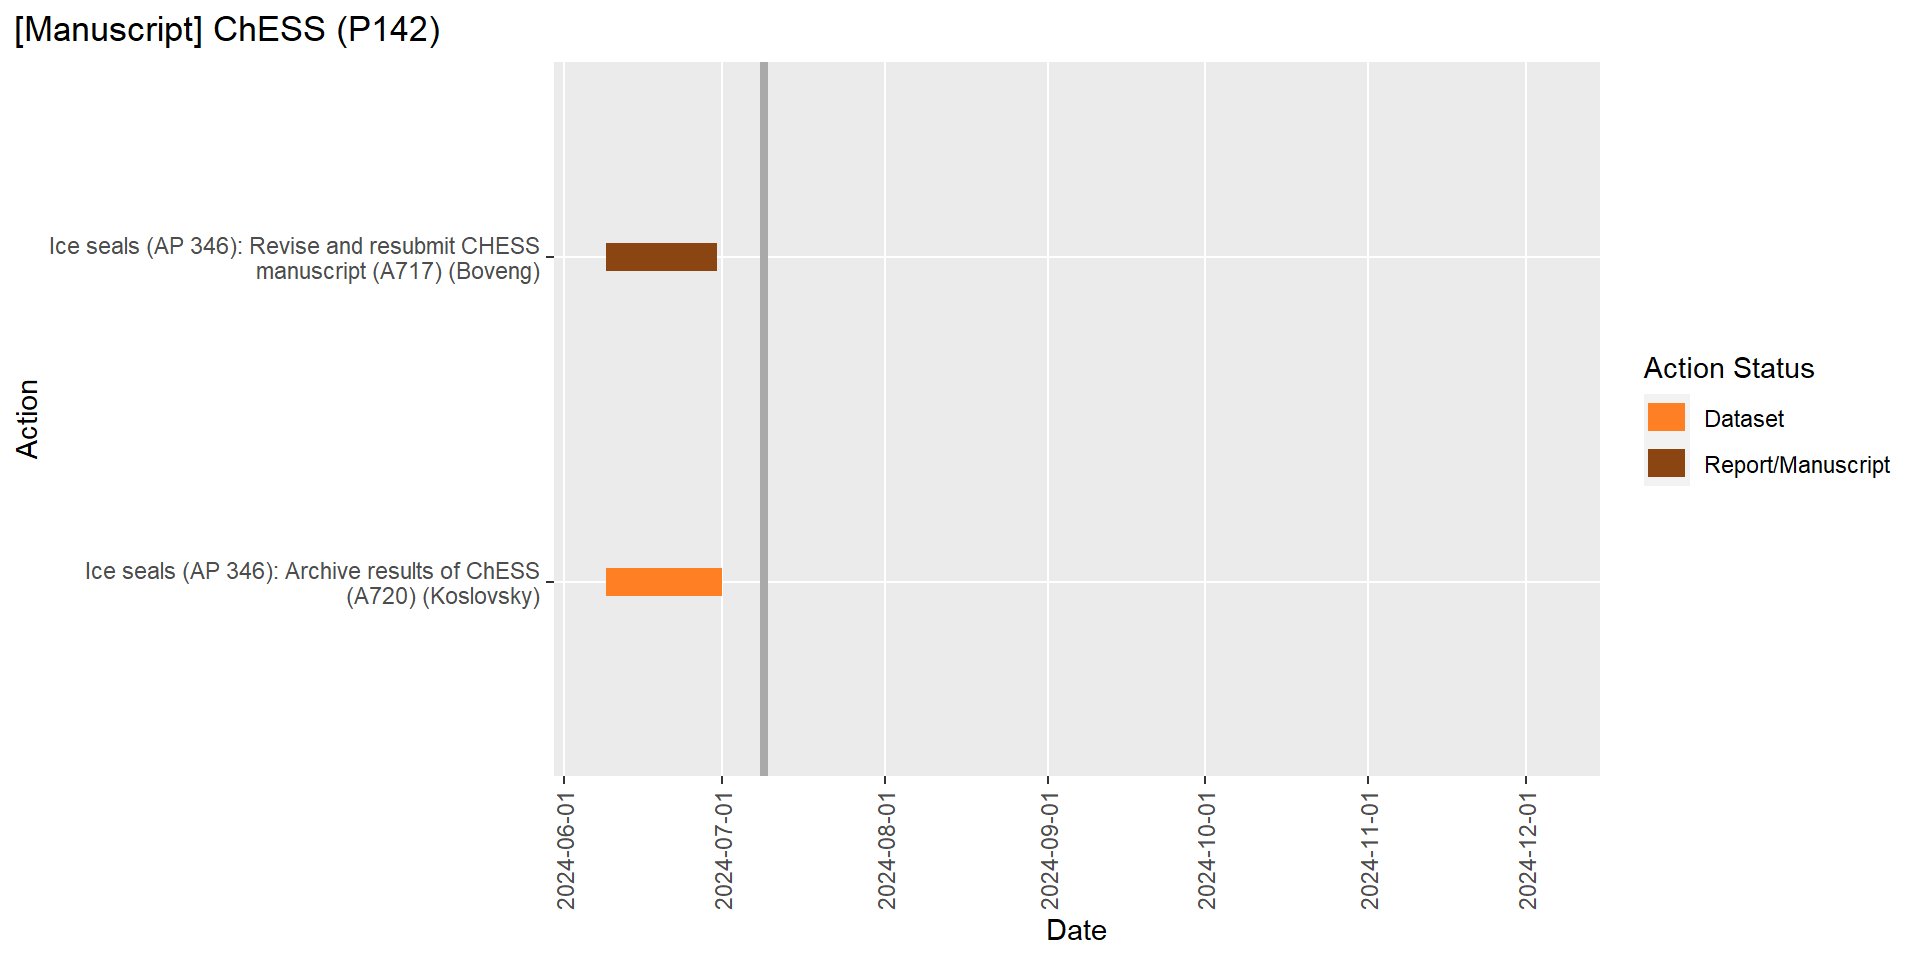 [Manuscript] ChESS (P142)
Action
Ice seals (AP 346): Revise and resubmit CHESS
manuscript (A717) (Boveng)
Ice seals (AP 346): Archive results of ChESS
(A720) (Koslovsky)
2024-06-01
2024-07-01
2024-08-01
2024-09-01
2024-10-01
2024-11-01
2024-12-01
Date
Action Status
Dataset
Report/Manuscript